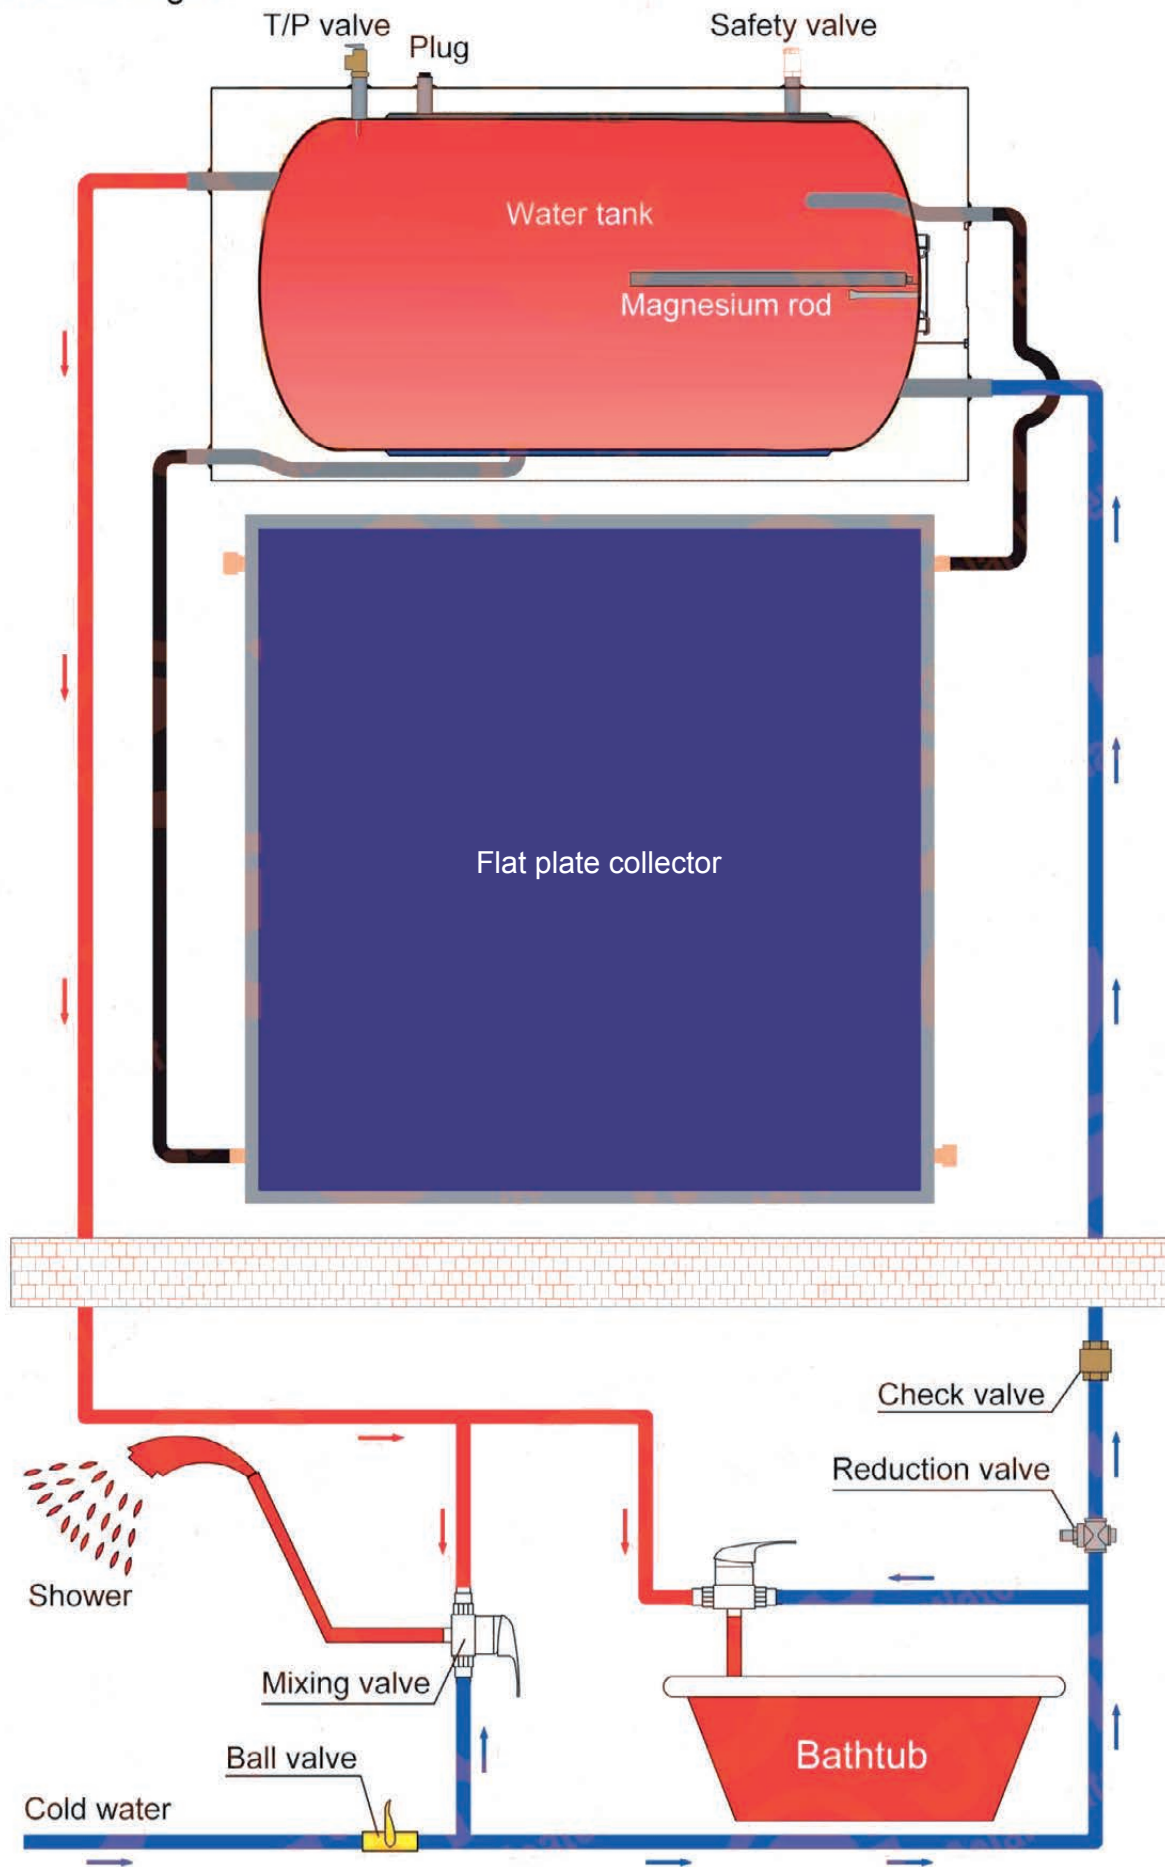 T/P valve
Plug
Safety valve
Water tank
Magnesium rod
Flat plate collector
Check valve
Reduction valve
Shower
Mixing valve
Ball valve
Bathtub
Cold water